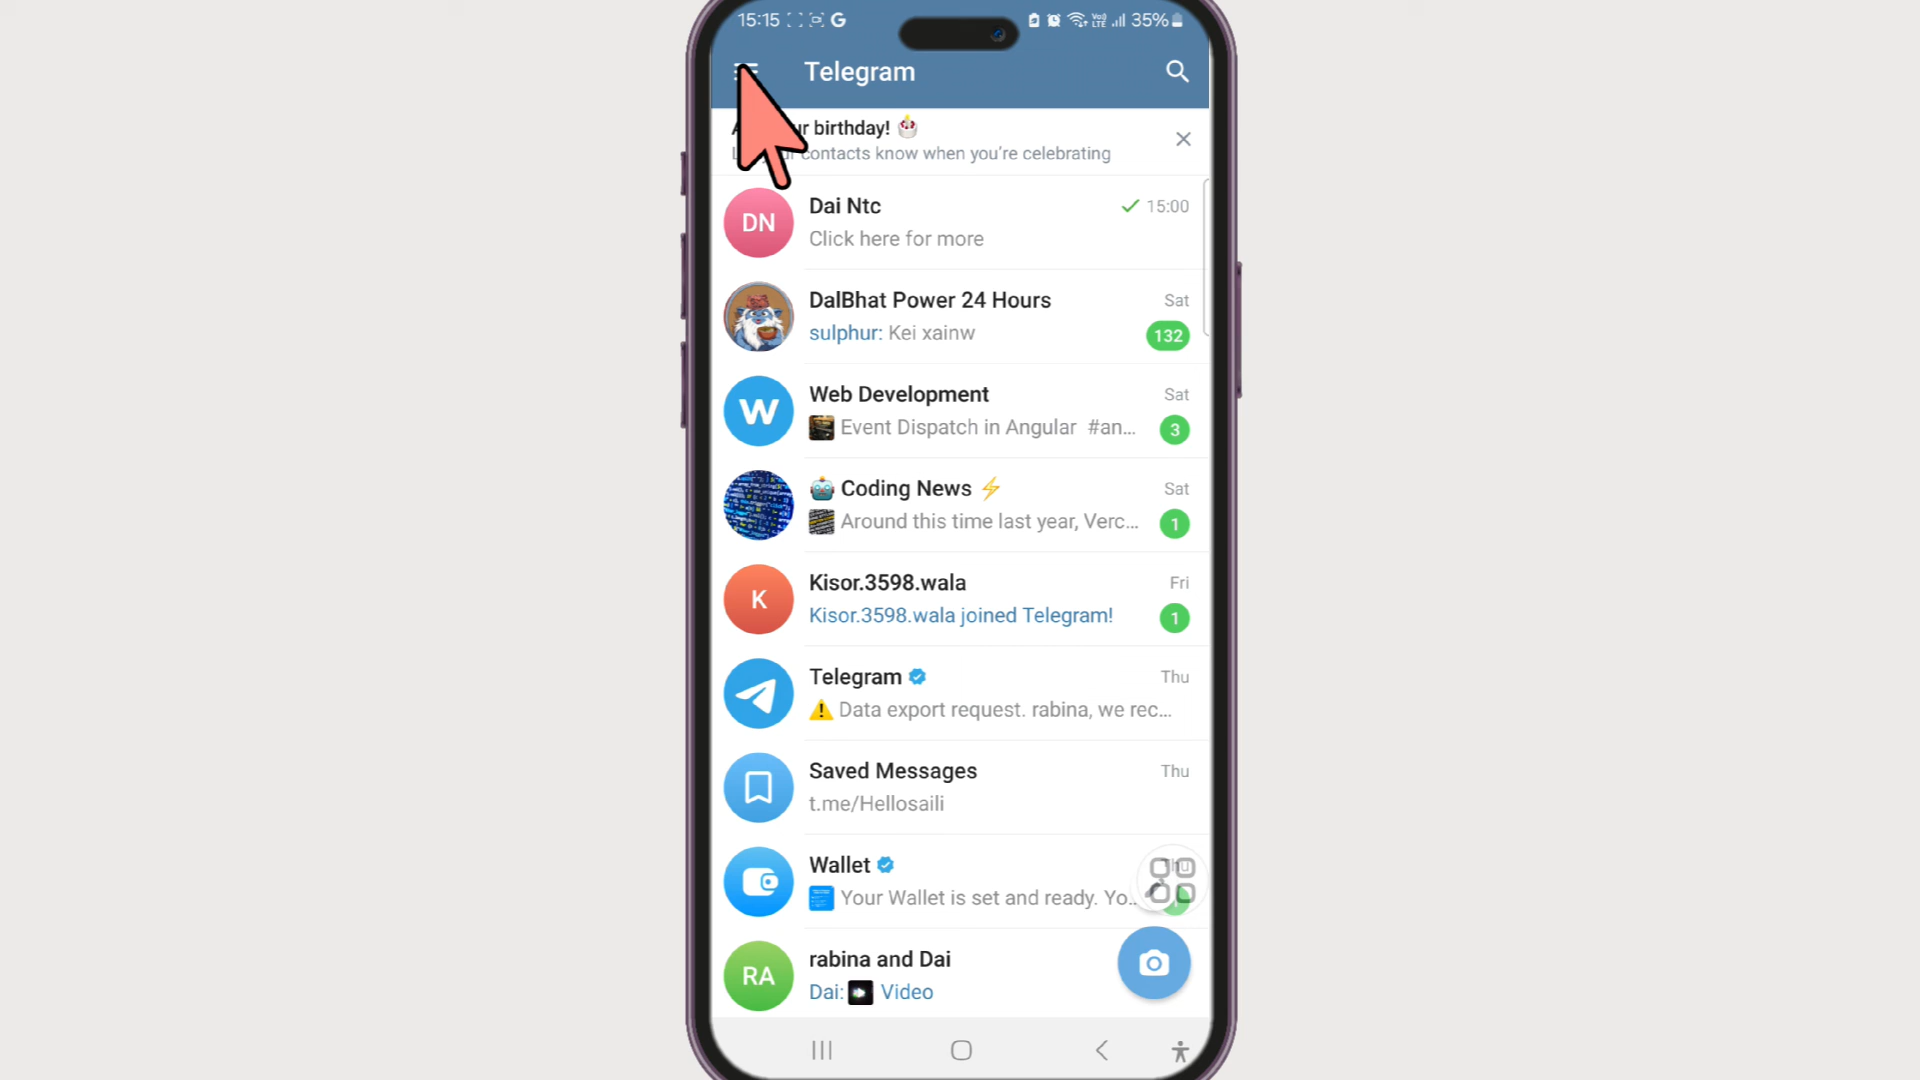 15:15 G 35%
Telegram
ur birthday! 🎂
contacts know when you're celebrating
DN
Dai Ntc
15:00
Click here for more
DalBhat Power 24 Hours
Sat
sulphur: Kei xainw
132
W
Web Development
Sat
Event Dispatch in Angular #an...
3
🤖 Coding News ⚡
Sat
Around this time last year, Verc...
1
K
Kisor.3598.wala
Fri
Kisor.3598.wala joined Telegram!
1
Telegram
Thu
⚠️ Data export request. rabina, we rec...
Saved Messages
Thu
t.me/Hellosaili
Wallet
Thu
Your Wallet is set and ready. Yo...
RA
rabina and Dai
Dai: Video